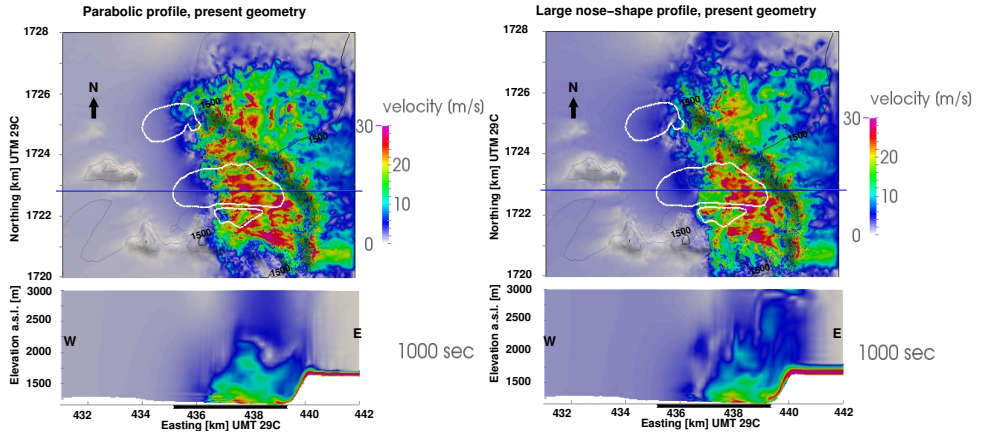 Parabolic profile, present geometry
1728
1726
1724
1722
1720
Northing [km] UTM 29C
N
1500
1500
1500
1500
velocity (m/s)
30
20
10
0
3000
2500
2000
1500
Elevation a.s.l. [m]
W
E
1000 sec
432
434
436
438
440
442
Easting [km] UMT 29C
Large nose-shape profile, present geometry
1728
1726
1724
1722
1720
Northing [km] UTM 29C
N
1500
1500
1500
1500
velocity (m/s)
30
20
10
0
3000
2500
2000
1500
Elevation a.s.l. [m]
W
E
1000 sec
432
434
436
438
440
442
Easting [km] UMT 29C